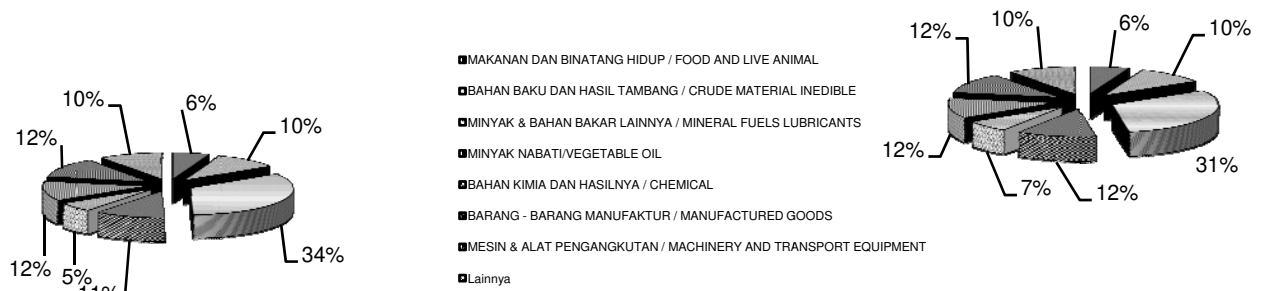 10%
6%
10%
12%
34%
12%
5%
11%
MAKANAN DAN BINATANG HIDUP / FOOD AND LIVE ANIMAL
BAHAN BAKU DAN HASIL TAMBANG / CRUDE MATERIAL INEDIBLE
MINYAK & BAHAN BAKAR LAINNYA / MINERAL FUELS LUBRICANTS
MINYAK NABATI/VEGETABLE OIL
BAHAN KIMIA DAN HASILNYA / CHEMICAL
BARANG - BARANG MANUFAKTUR / MANUFACTURED GOODS
MESIN & ALAT PENGANGKUTAN / MACHINERY AND TRANSPORT EQUIPMENT
Lainnya
10%
6%
10%
12%
12%
7%
12%
31%